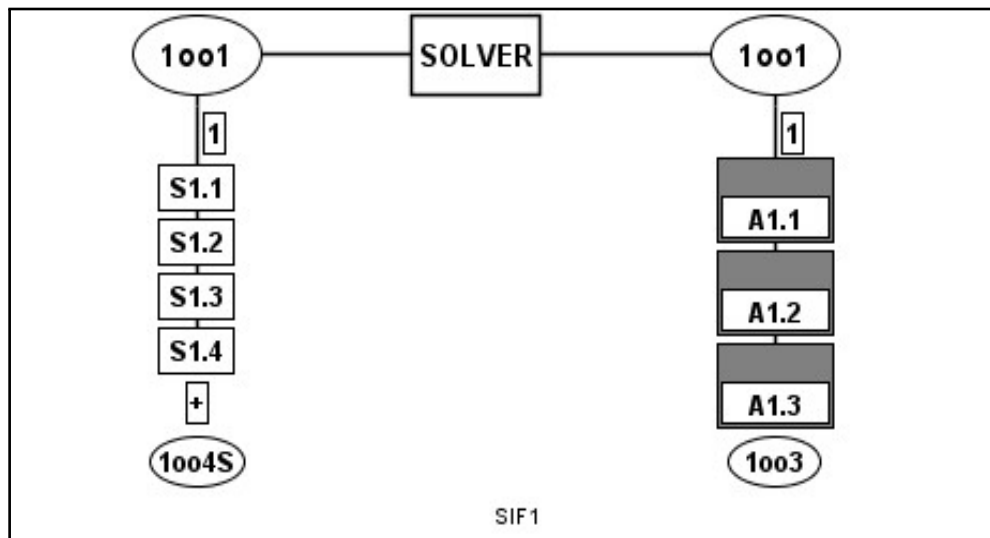 1oo1
SOLVER
1oo1
1
1
S1.1
S1.2
S1.3
S1.4
+
1oo4S
A1.1
A1.2
A1.3
1oo3
SIF1